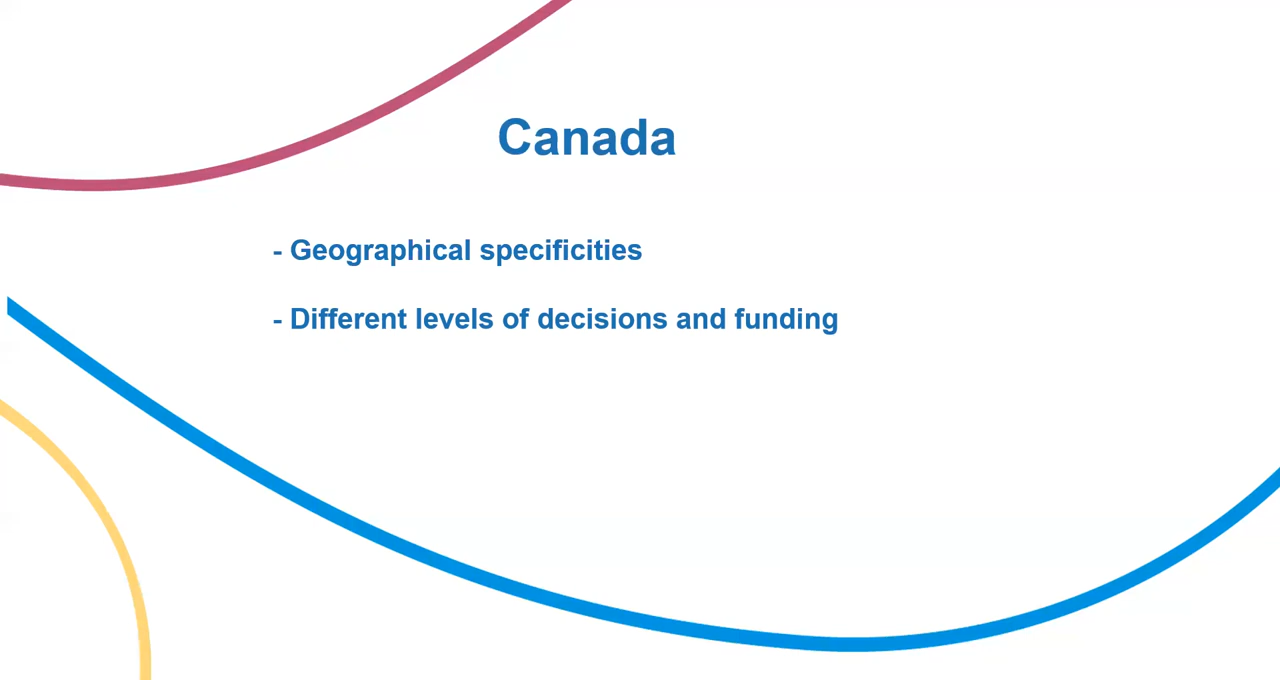 Canada
- Geographical specificities
- Different levels of decisions and funding